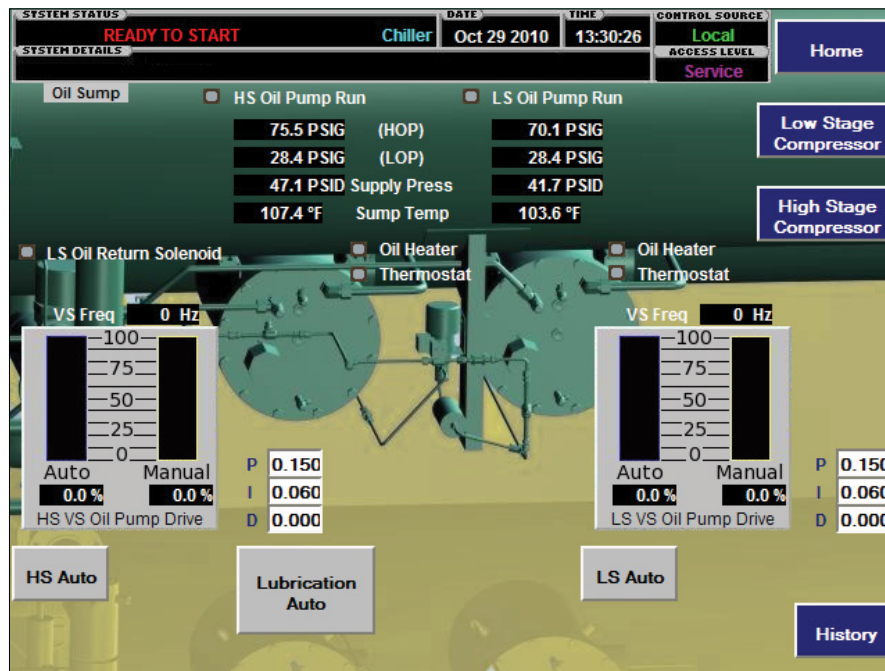 SYSTEM STATUS
DATE
TIME
CONTROL SOURCE
READY TO START
Chiller
Oct 29 2010
13:30:26
Local
Home
SYSTEM DETAILS
ACCESS LEVEL
Service
Oil Sump
HS Oil Pump Run
LS Oil Pump Run
Low Stage
Compressor
75.5 PSIG (HOP) 70.1 PSIG
28.4 PSIG (LOP) 28.4 PSIG
47.1 PSID Supply Press 41.7 PSID
107.4 °F Sump Temp 103.6 °F
High Stage
Compressor
LS Oil Return Solenoid
Oil Heater
Thermostat
Oil Heater
Thermostat
VS Freq 0 Hz
100
75
50
25
0
Auto Manual
0.0 % 0.0 %
HS VS Oil Pump Drive
P 0.150
I 0.060
D 0.000
VS Freq 0 Hz
100
75
50
25
0
Auto Manual
0.0 % 0.0 %
LS VS Oil Pump Drive
P 0.150
I 0.060
D 0.000
HS Auto
Lubrication
Auto
LS Auto
History